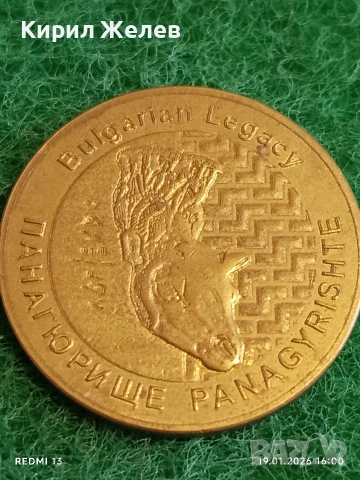 Кирил Желев
Bulgarian Legacy
ПАНАГЮРИЩЕ PANAGYRISHTE
REDMI 13
19.01.2026 16:00